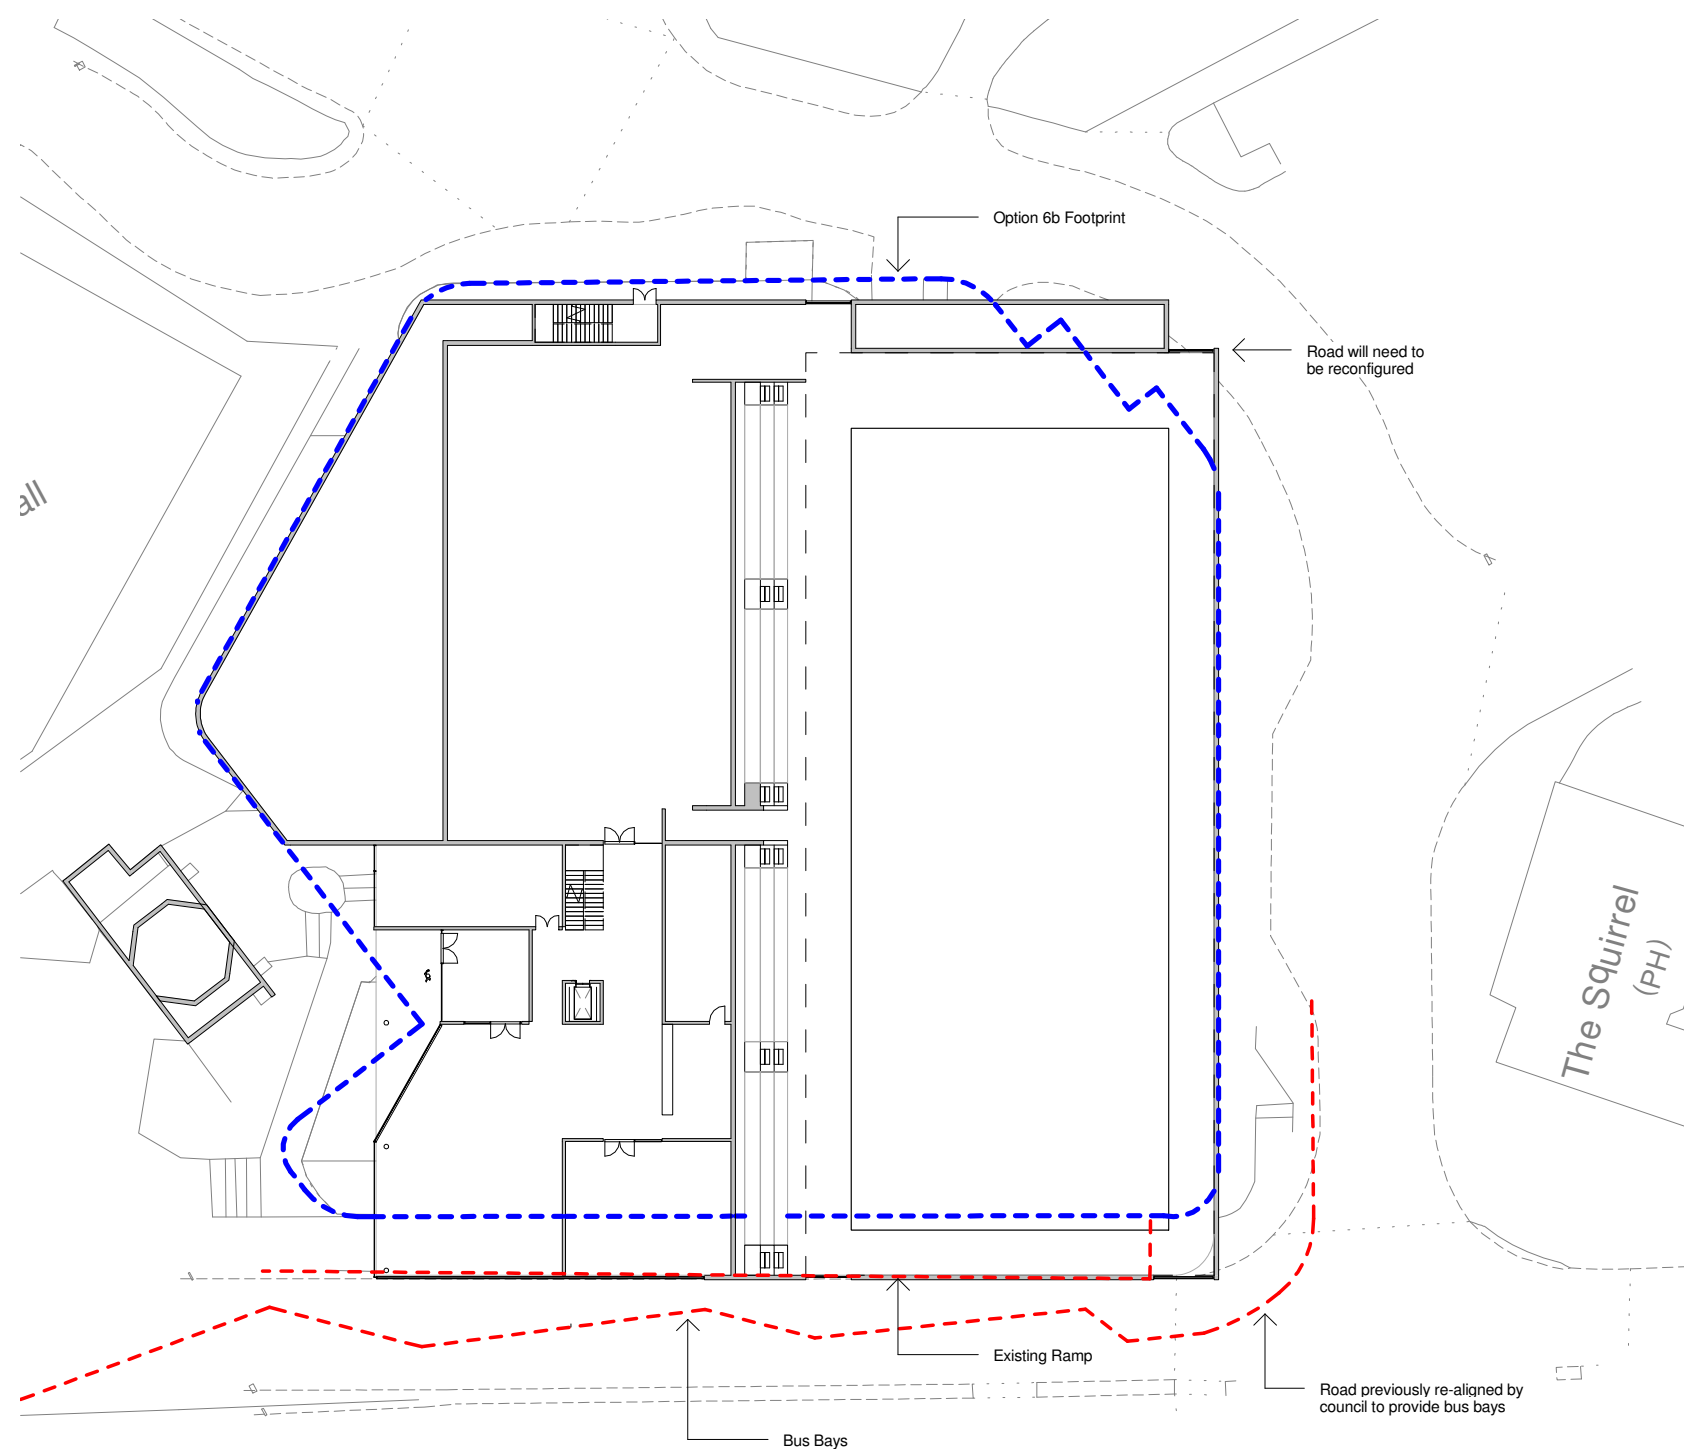 Option 6b Footprint
Road will need to
be reconfigured
all
The Squirrel
(PH)
Existing Ramp
Road previously re-aligned by
council to provide bus bays
Bus Bays